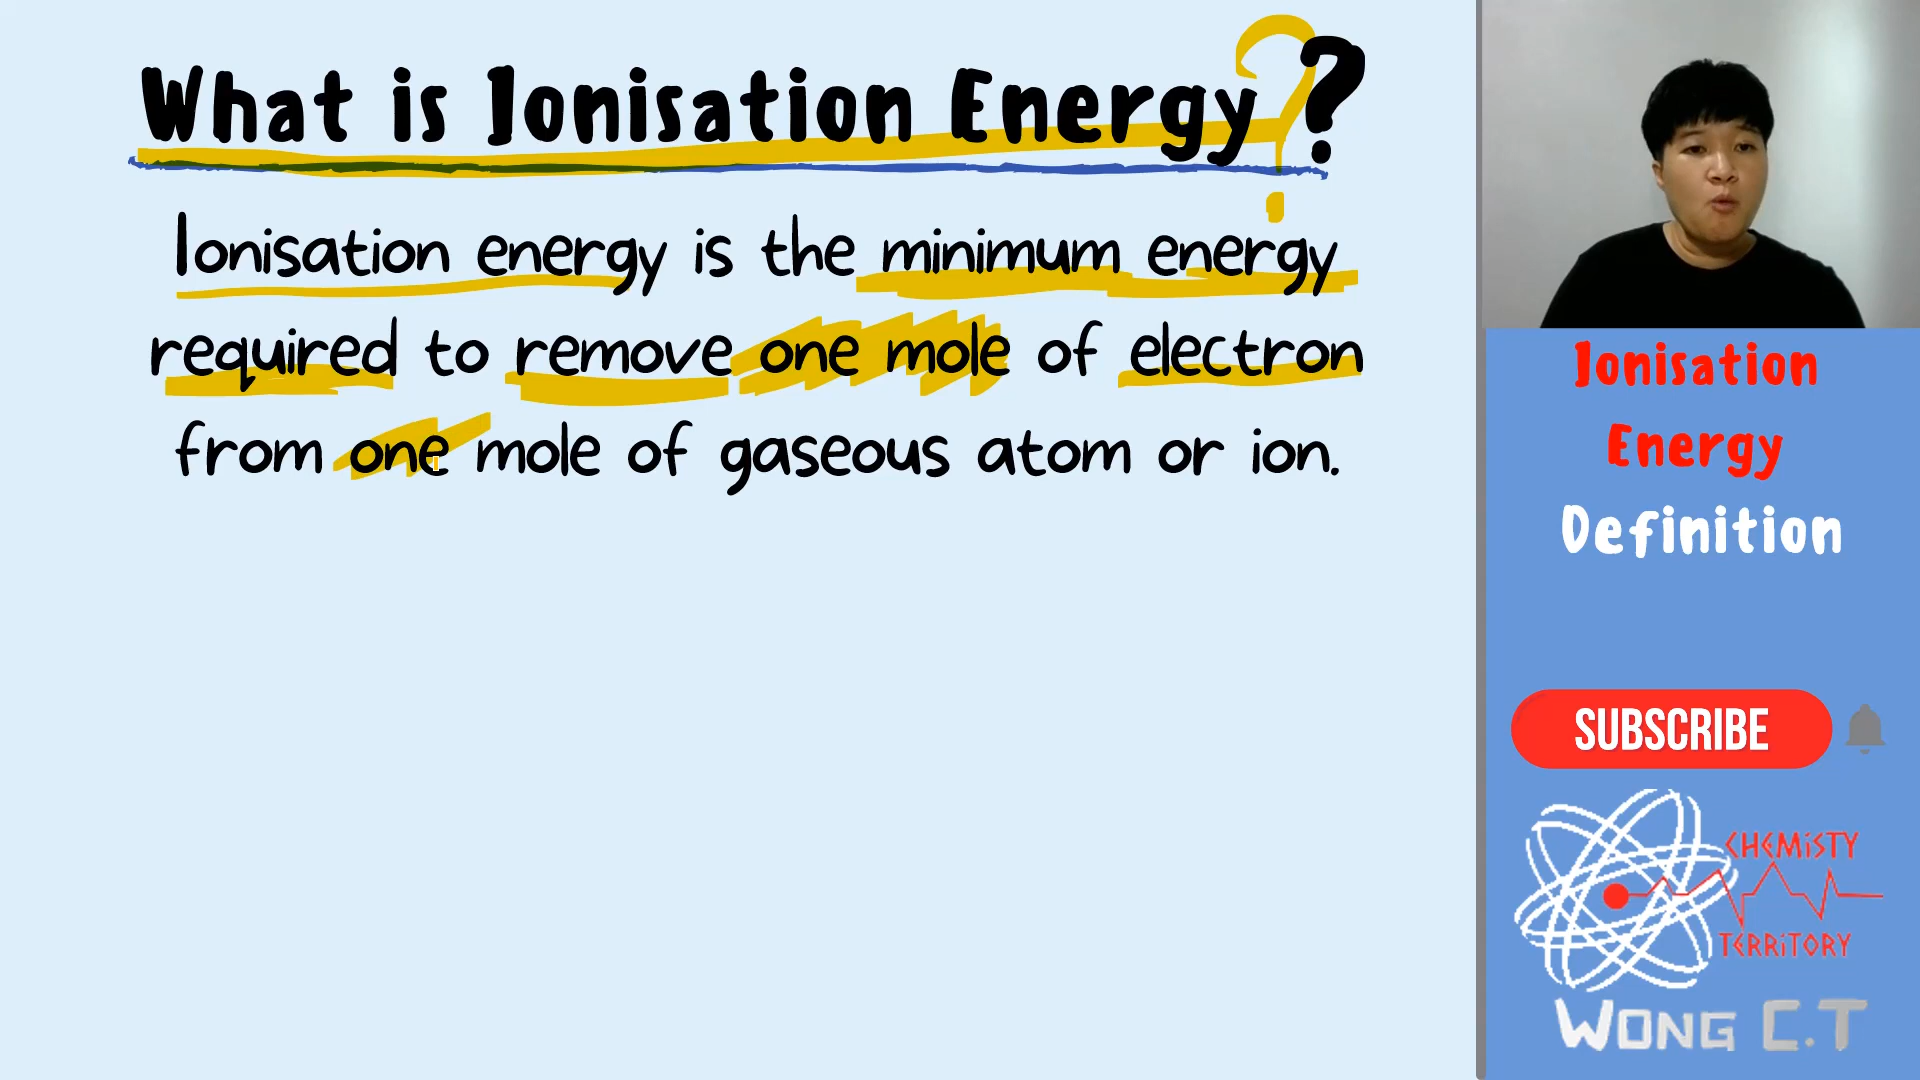 What is Ionisation Energy?
Ionisation energy is the minimum energy
required to remove one mole of electron
from one mole of gaseous atom or ion.
Ionisation
Energy
Definition
SUBSCRIBE
CHEMiSTY
TERRiTORY
WONG C.T